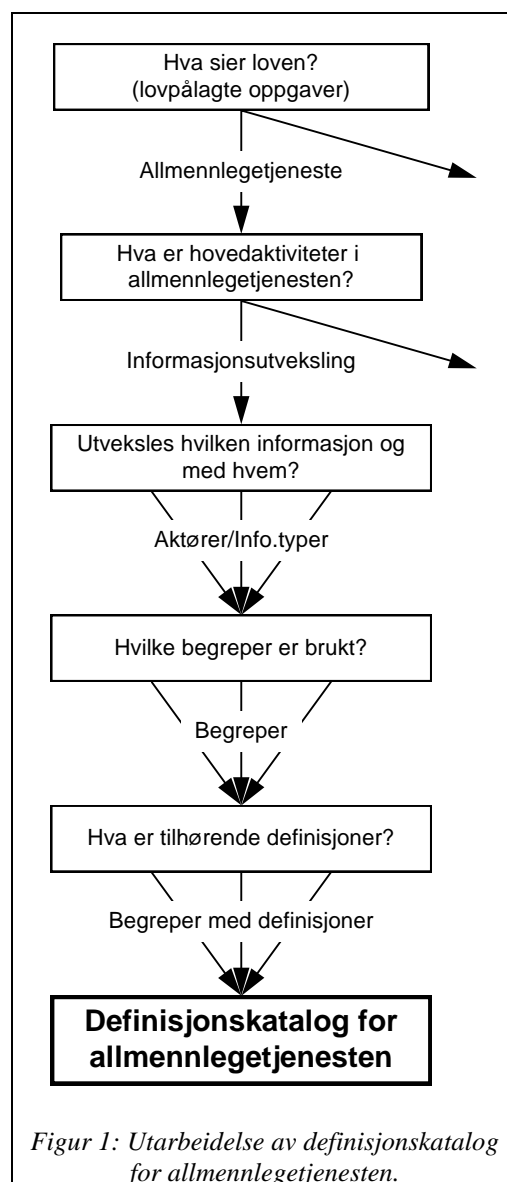 Hva sier loven?
(lovpålagte oppgaver)
Allmennlegetjeneste
Hva er hovedaktiviteter i
allmennlegetjenesten?
Informasjonsutveksling
Utveksles hvilken informasjon og
med hvem?
Aktører/Info.typer
Hvilke begreper er brukt?
Begreper
Hva er tilhørende definisjoner?
Begreper med definisjoner
Definisjonskatalog for
allmennlegetjenesten
Figur 1: Utarbeidelse av definisjonskatalog
for allmennlegetjenesten.